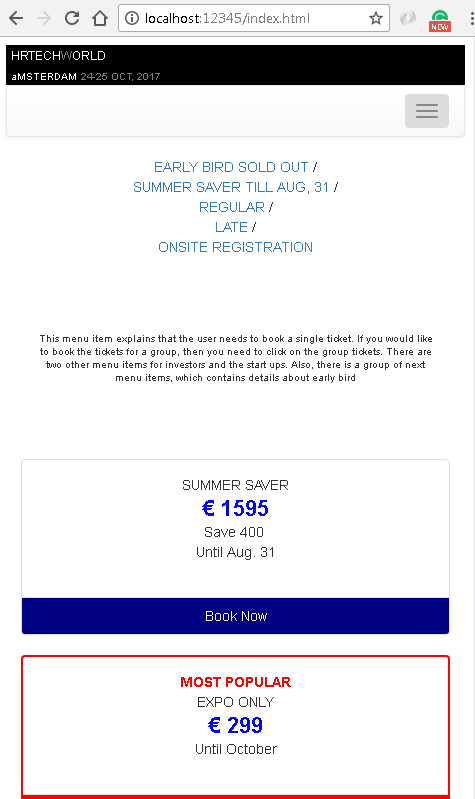 localhost:12345/index.html
NEW
HRTECHWORLD
aMSTERDAM 24-25 OCT, 2017
EARLY BIRD SOLD OUT /
SUMMER SAVER TILL AUG, 31 /
REGULAR /
LATE /
ONSITE REGISTRATION
This menu item explains that the user needs to book a single ticket. If you would like
to book the tickets for a group, then you need to click on the group tickets. There are
two other menu items for investors and the start ups. Also, there is a group of next
menu items, which contains details about early bird
SUMMER SAVER
€ 1595
Save 400
Until Aug. 31
Book Now
MOST POPULAR
EXPO ONLY
€ 299
Until October